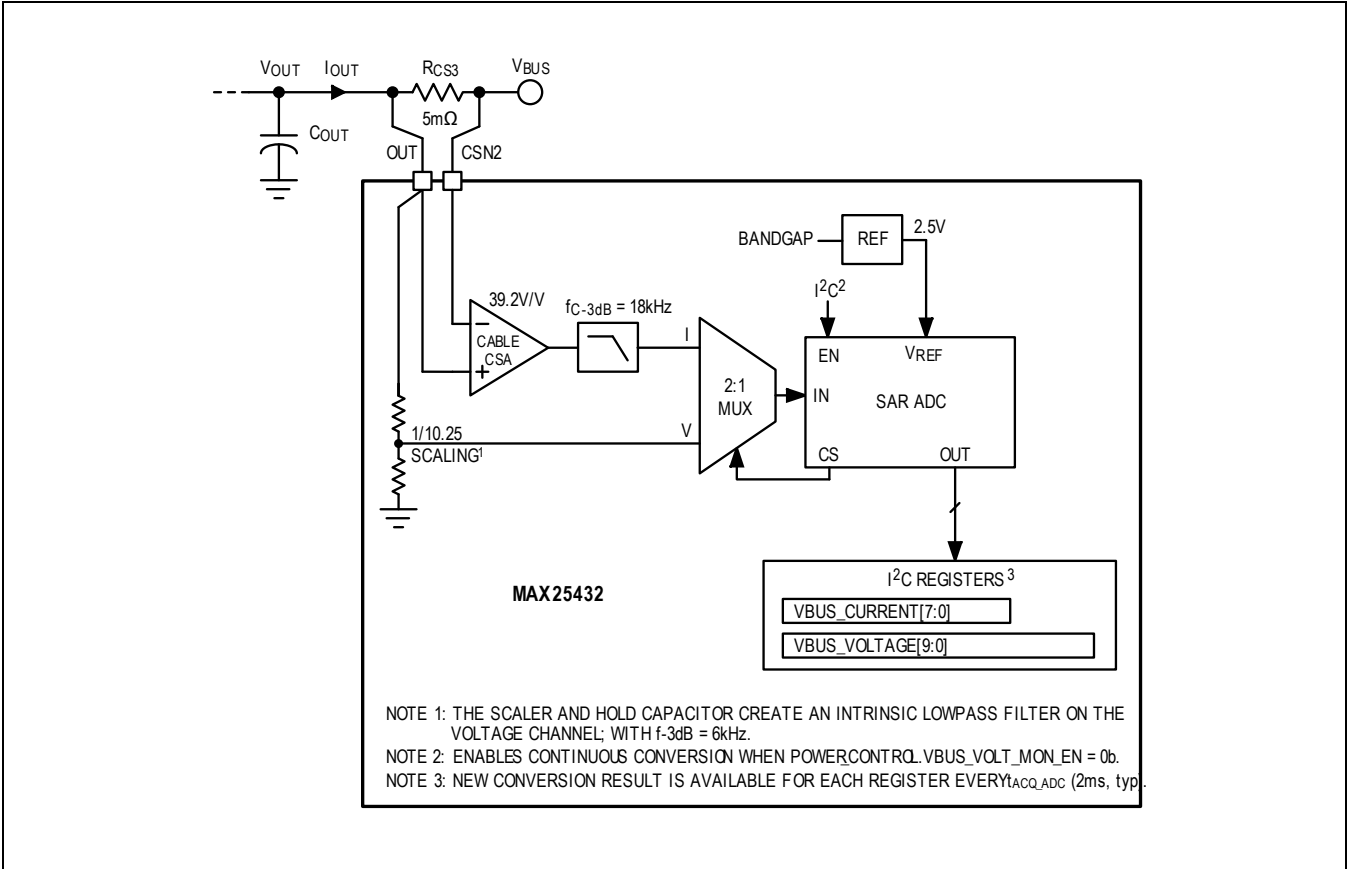 VOUT IOUT RCS3 VBUS
5mΩ
COUT
OUT CSN2
BANDGAP REF 2.5V
I2C2
39.2V/V fC-3dB = 18kHz
CABLE
CSA
−
+
I
V
2:1
MUX
EN VREF
IN SAR ADC
CS OUT
1/10.25
SCALING1
I2C REGISTERS 3
VBUS_CURRENT[7:0]
VBUS_VOLTAGE[9:0]
MAX25432
NOTE 1: THE SCALER AND HOLD CAPACITOR CREATE AN INTRINSIC LOWPASS FILTER ON THE
VOLTAGE CHANNEL; WITH f-3dB = 6kHz.
NOTE 2: ENABLES CONTINUOUS CONVERSION WHEN POWER_CONTROL.VBUS_VOLT_MON_EN = 0b.
NOTE 3: NEW CONVERSION RESULT IS AVAILABLE FOR EACH REGISTER EVERY tACQ_ADC (2ms, typ).